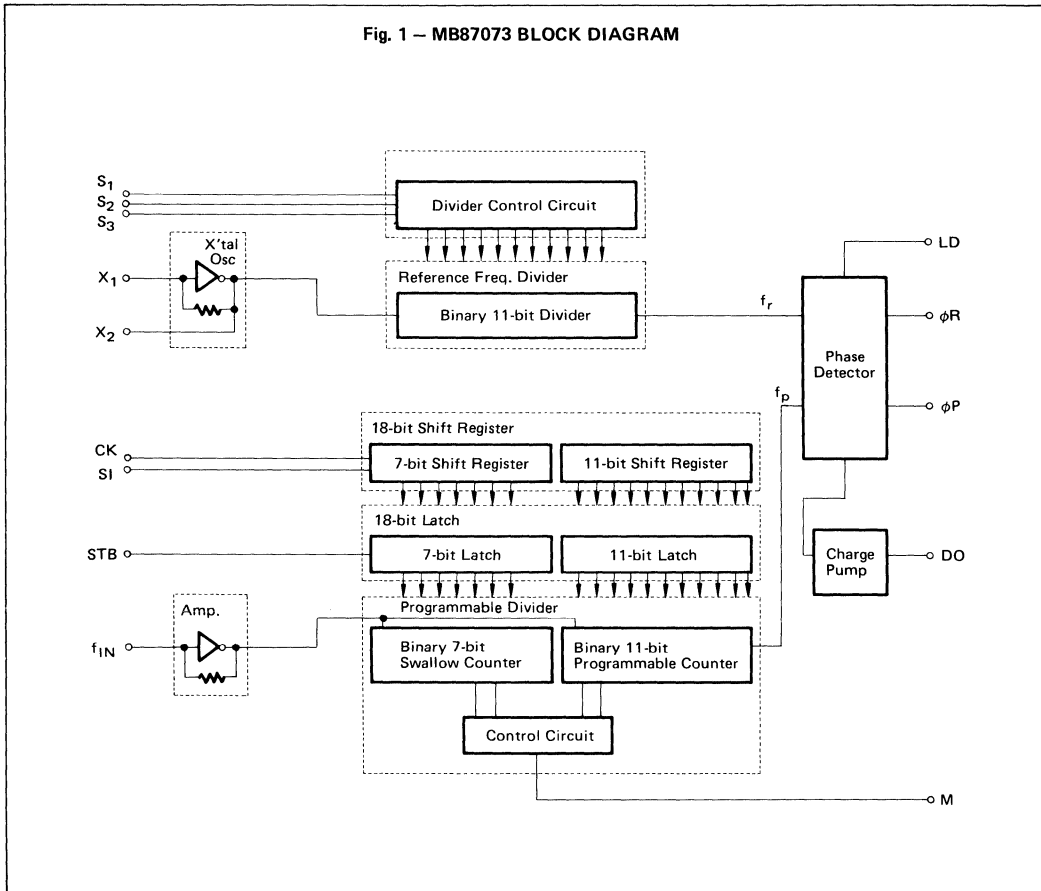 Fig. 1 – MB87073 BLOCK DIAGRAM
S1
S2
S3
Divider Control Circuit
X'tal
Osc
X1
X2
Reference Freq. Divider
Binary 11-bit Divider
fr
fp
Phase
Detector
LD
ϕR
ϕP
CK
SI
18-bit Shift Register
7-bit Shift Register
11-bit Shift Register
STB
18-bit Latch
7-bit Latch
11-bit Latch
Charge
Pump
DO
Amp.
fIN
Programmable Divider
Binary 7-bit
Swallow Counter
Binary 11-bit
Programmable Counter
Control Circuit
M